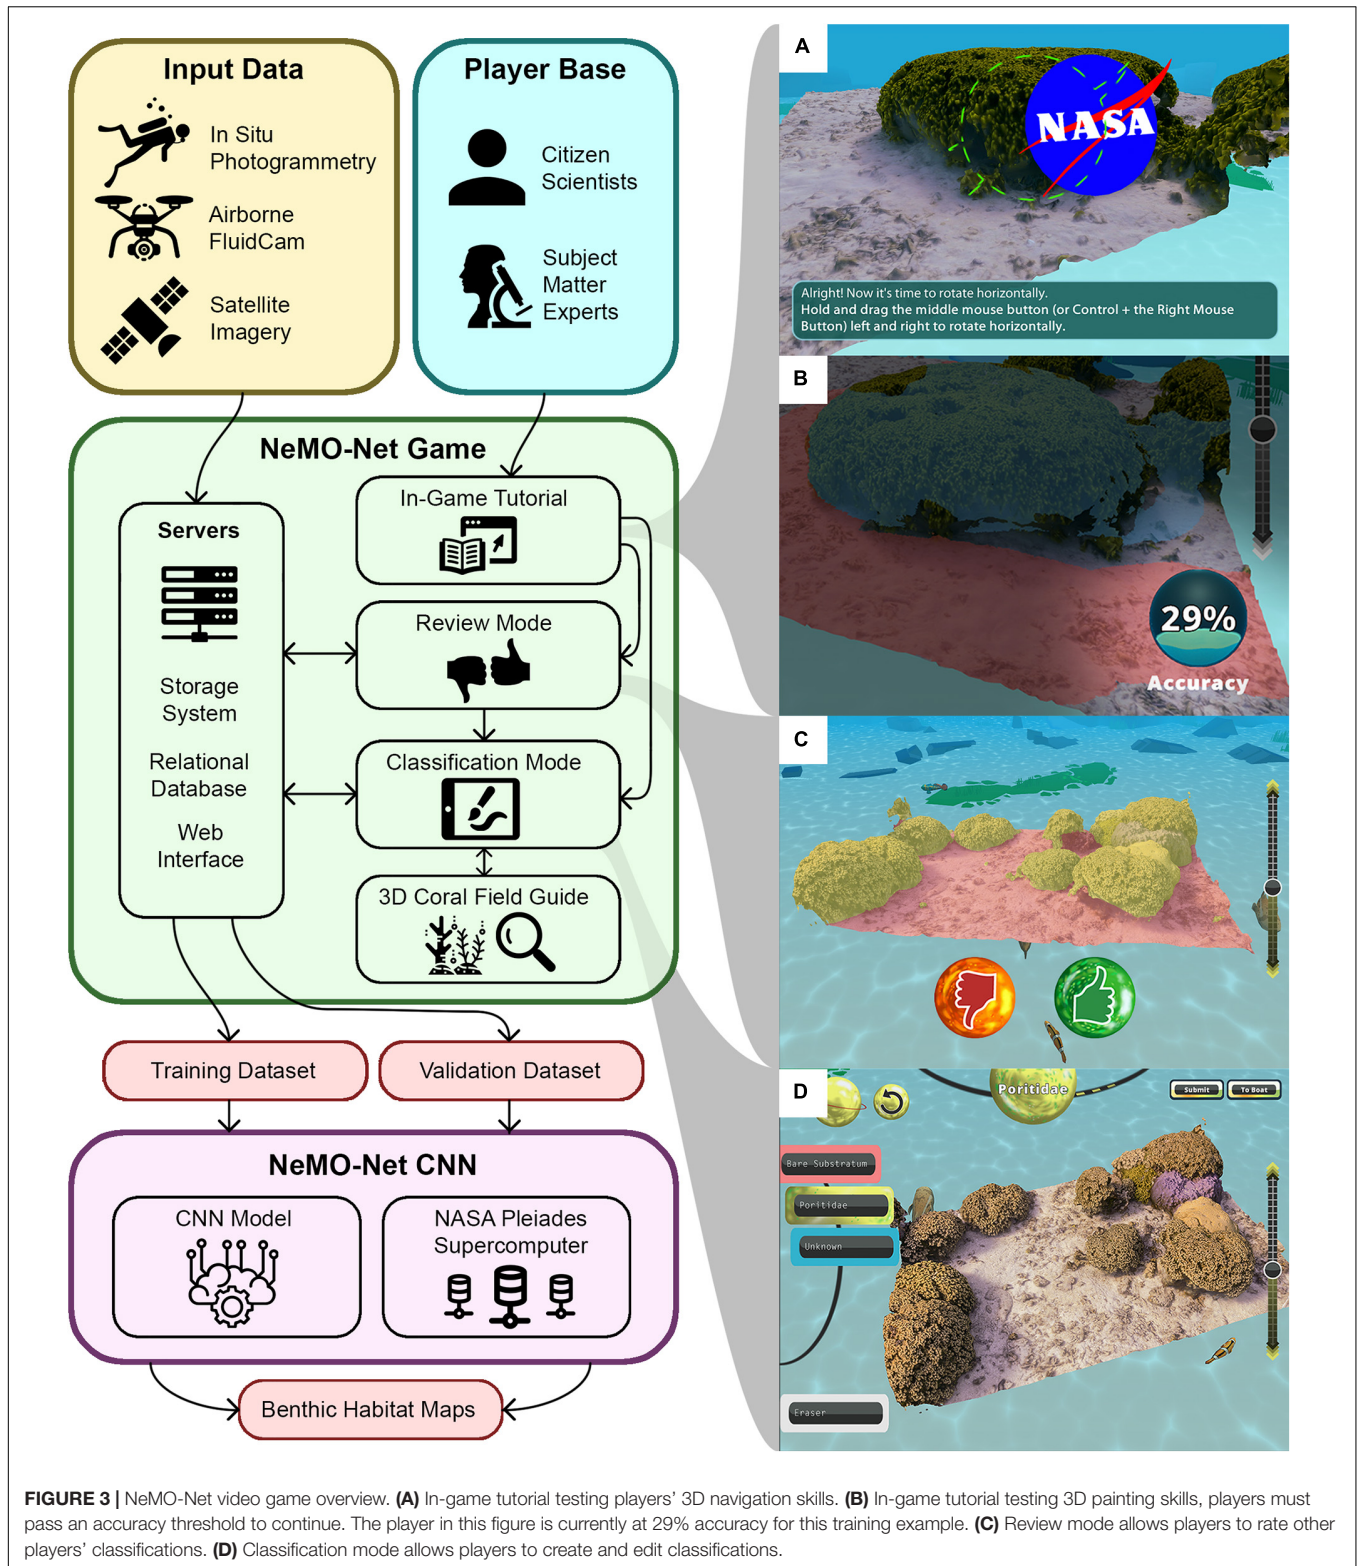 Input Data
In Situ
Photogrammetry
Airborne
FluidCam
Satellite
Imagery
Player Base
Citizen
Scientists
Subject
Matter
Experts
NeMO-Net Game
Servers
Storage
System
Relational
Database
Web
Interface
In-Game Tutorial
Review Mode
Classification Mode
3D Coral Field Guide
Training Dataset
Validation Dataset
NeMO-Net CNN
CNN Model
NASA Pleiades
Supercomputer
Benthic Habitat Maps
A
NASA
Alright! Now it's time to rotate horizontally.
Hold and drag the middle mouse button (or Control + the Right Mouse
Button) left and right to rotate horizontally.
B
29%
Accuracy
C
D
Poritidae
Submit
To Boat
Bare Substratum
Poritidae
Unknown
Eraser
FIGURE 3 | NeMO-Net video game overview. (A) In-game tutorial testing players' 3D navigation skills. (B) In-game tutorial testing 3D painting skills, players must
pass an accuracy threshold to continue. The player in this figure is currently at 29% accuracy for this training example. (C) Review mode allows players to rate other
players' classifications. (D) Classification mode allows players to create and edit classifications.